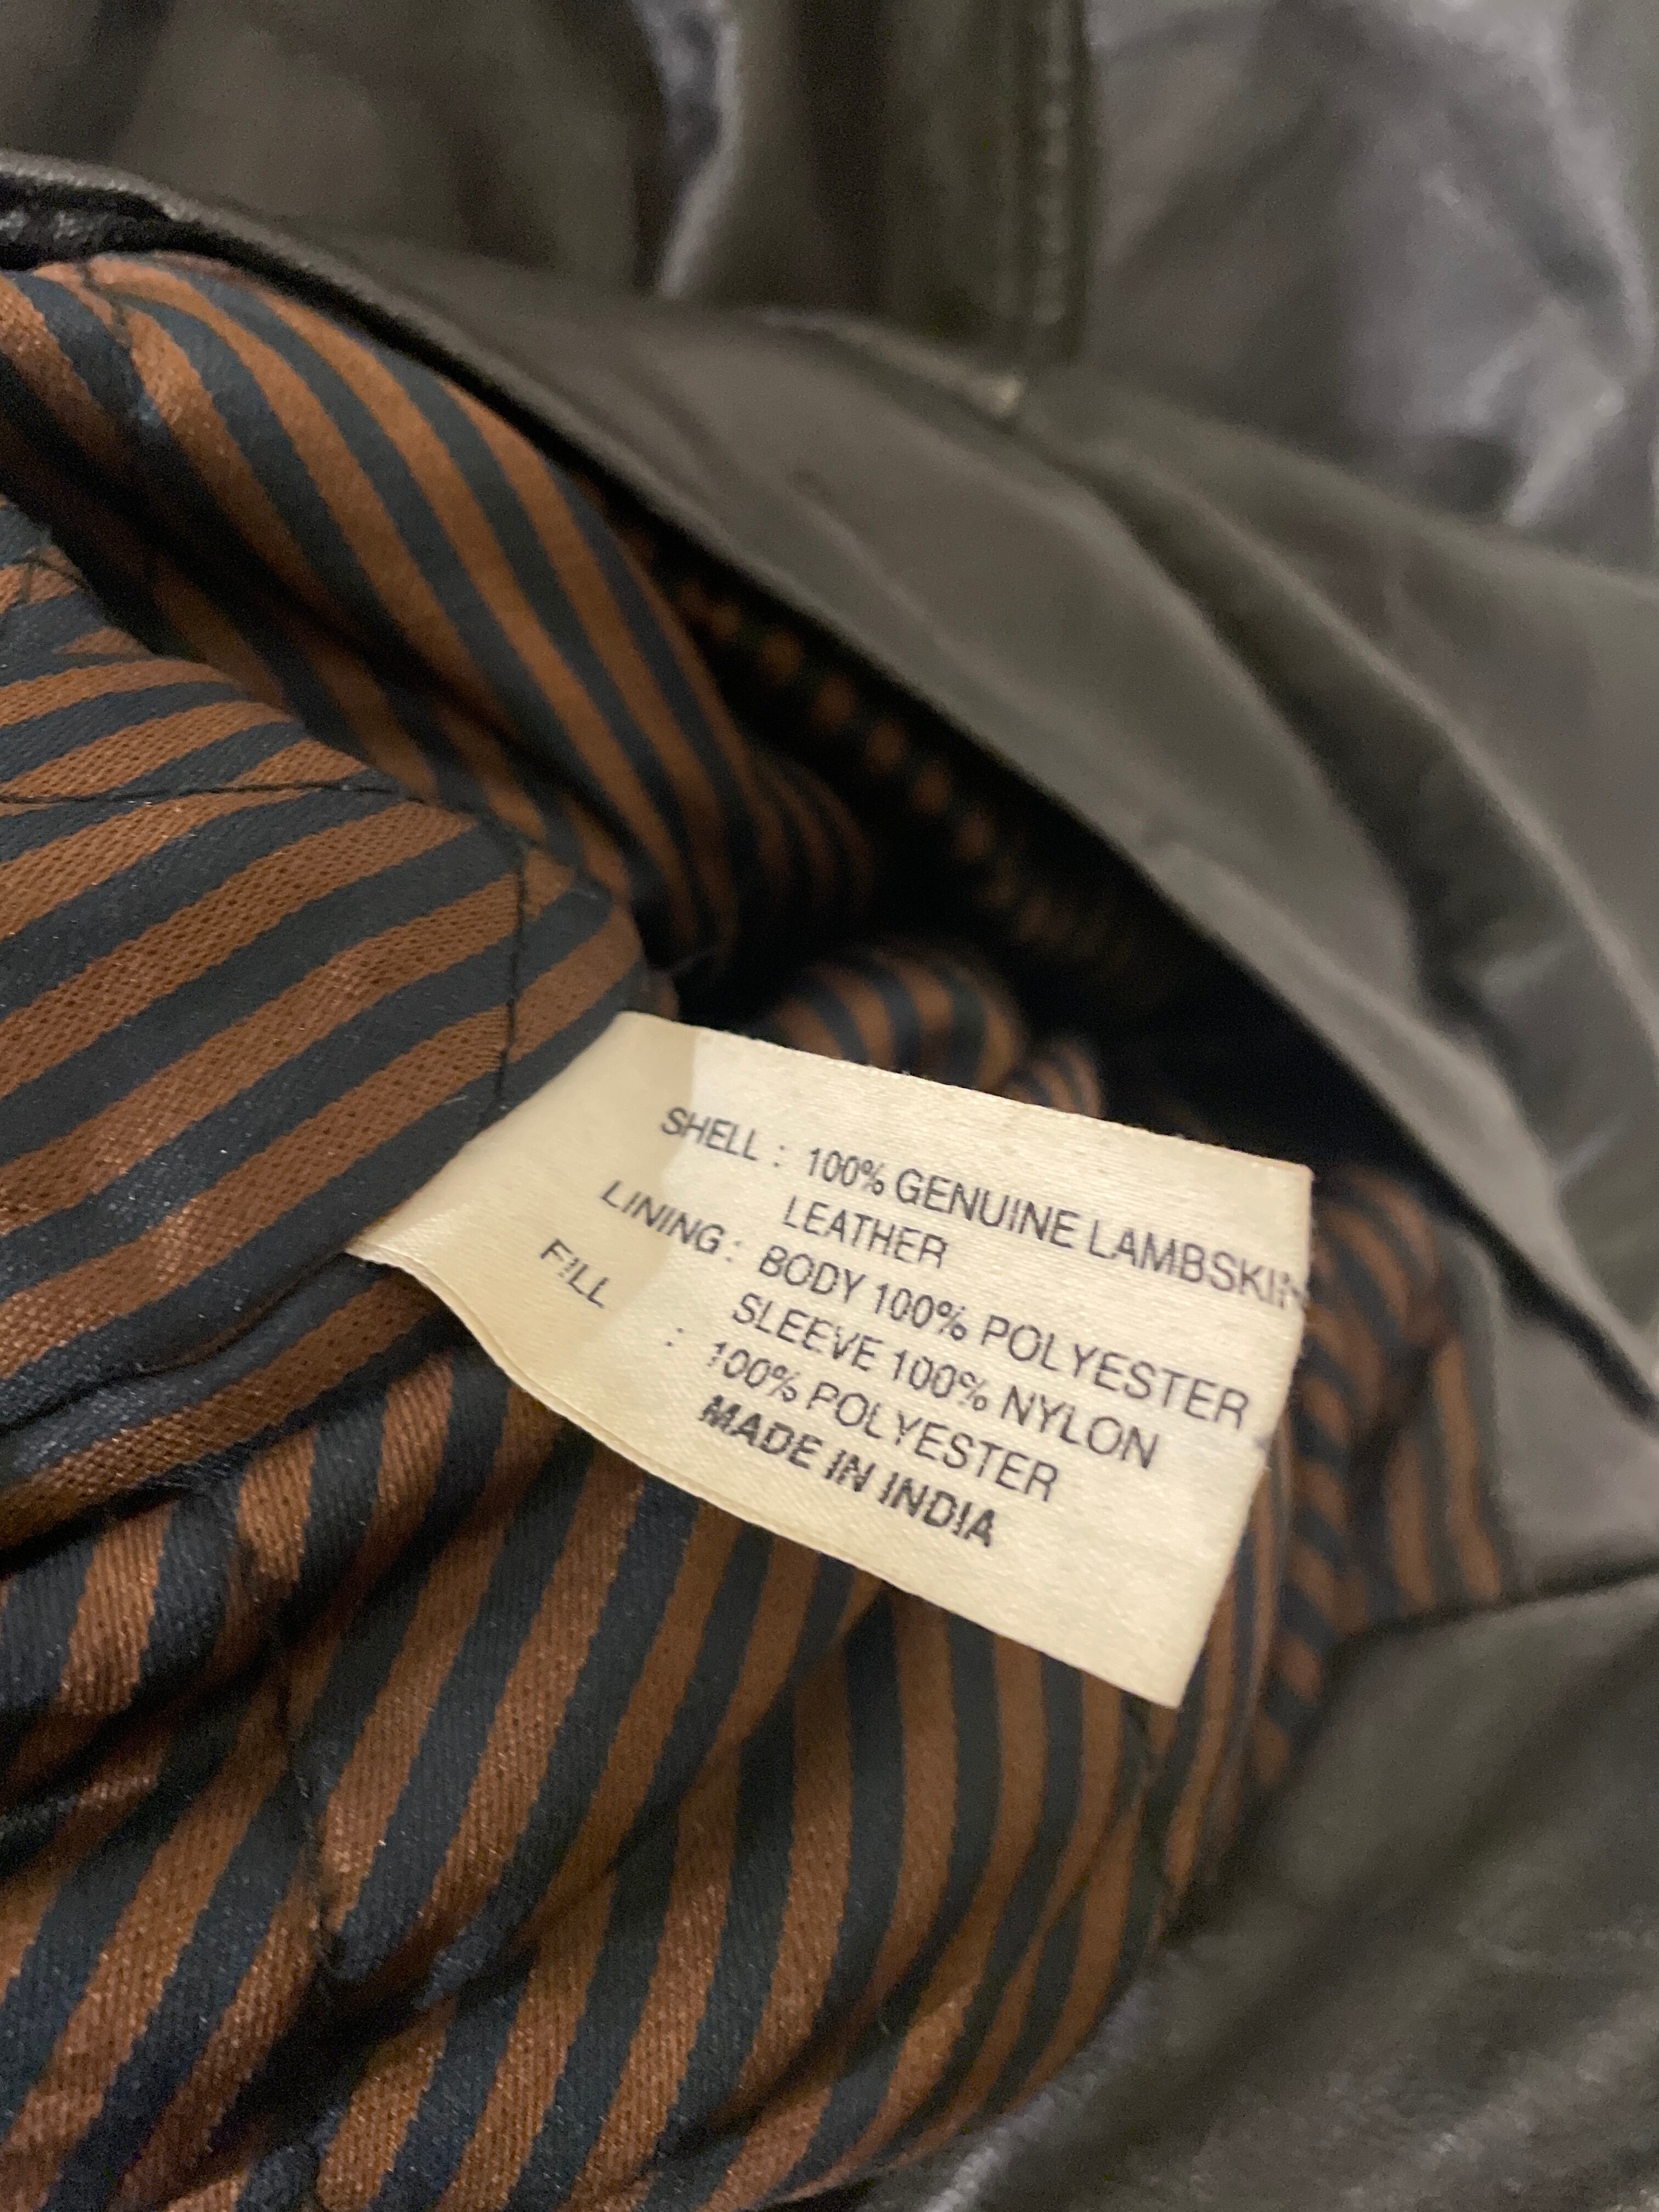 SHELL : 100% GENUINE LAMBSKIN
LEATHER
LINING : BODY 100% POLYESTER
SLEEVE 100% NYLON
FILL : 100% POLYESTER
MADE IN INDIA